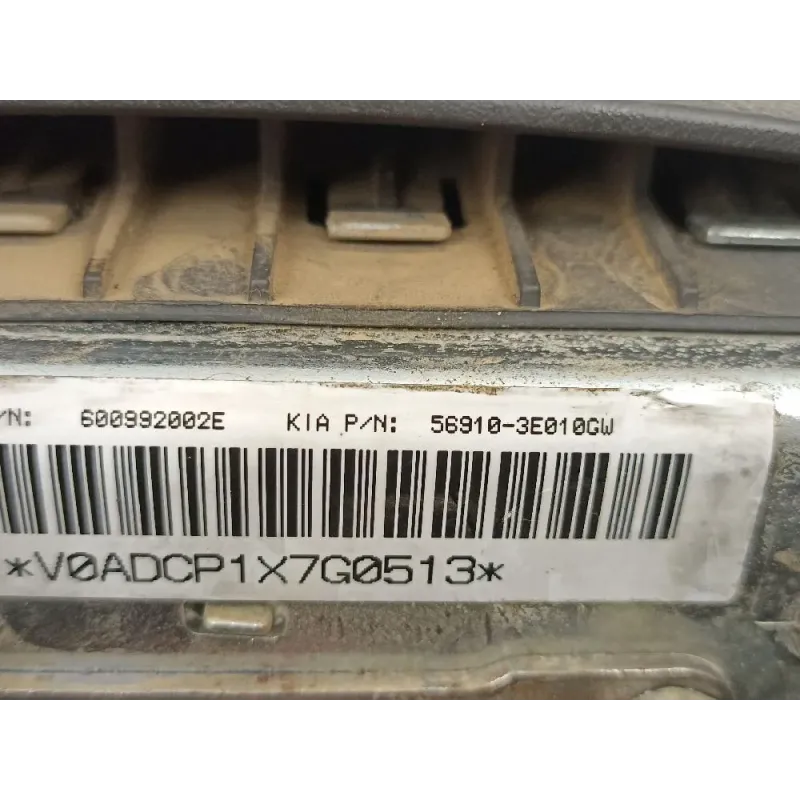 /N: 600992002E KIA P/N: 56910-3E010GW
*V0ADCP1X7G0513*